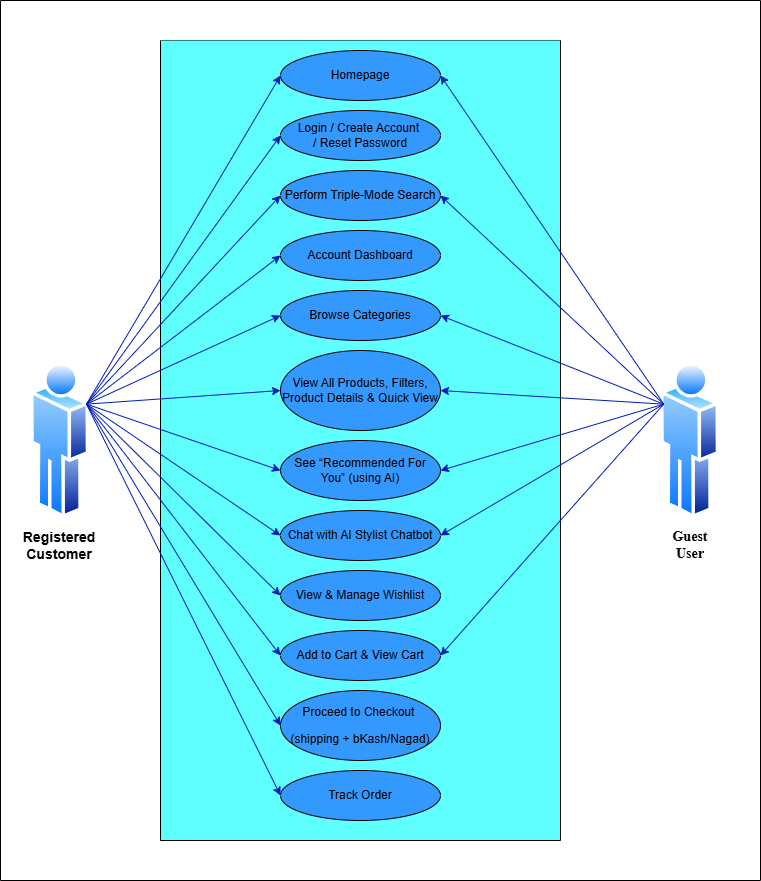 Homepage
Login / Create Account
/ Reset Password
Perform Triple-Mode Search
Account Dashboard
Browse Categories
View All Products, Filters,
Product Details & Quick View
See “Recommended For
You” (using AI)
Chat with AI Stylist Chatbot
View & Manage Wishlist
Add to Cart & View Cart
Proceed to Checkout
(shipping + bKash/Nagad)
Track Order
Registered
Customer
Guest
User